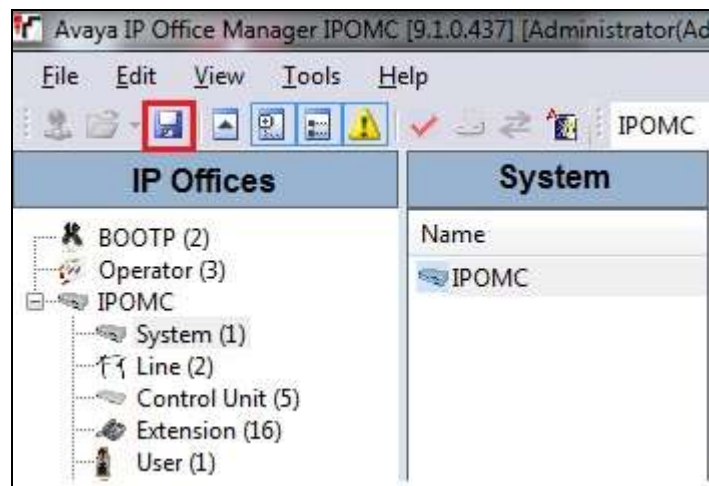 Avaya IP Office Manager IPOMC [9.1.0.437] [Administrator(Ad
File Edit View Tools Help
IPOMC
IP Offices
System
BOOTP (2)
Operator (3)
IPOMC
System (1)
Line (2)
Control Unit (5)
Extension (16)
User (1)
Name
IPOMC